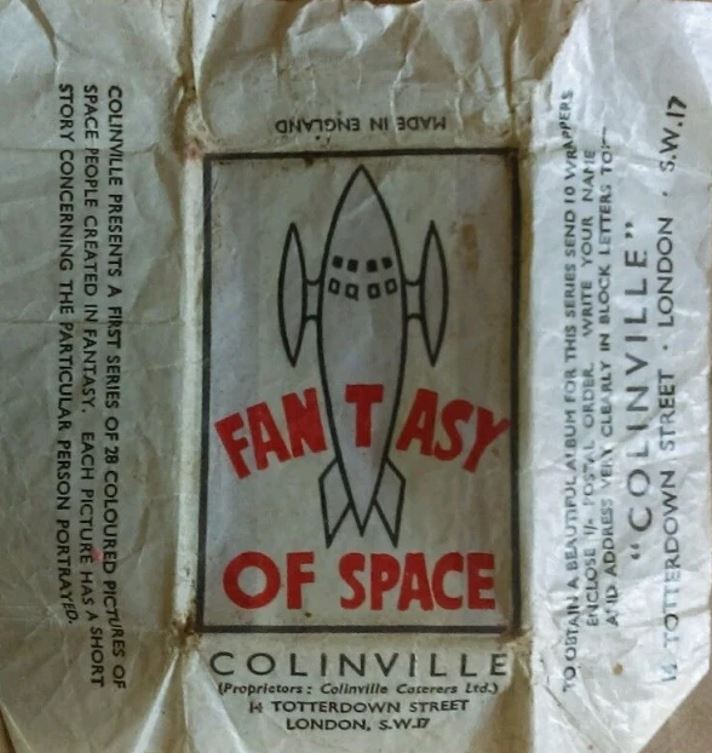 COLINVILLE PRESENTS A FIRST SERIES OF 28 COLOURED PICTURES OF
SPACE PEOPLE CREATED IN FANTASY. EACH PICTURE HAS A SHORT
STORY CONCERNING THE PARTICULAR PERSON PORTRAYED.
MADE IN ENGLAND
FANTASY
OF SPACE
COLINVILLE
(Proprietors: Colinville Caterers Ltd.)
14 TOTTERDOWN STREET
LONDON, S.W.17
TO OBTAIN A BEAUTIFUL ALBUM FOR THIS SERIES SEND 10 WRAPPERS
ENCLOSE 1/- POSTAL ORDER. WRITE YOUR NAME
AND ADDRESS VERY CLEARLY IN BLOCK LETTERS TO:—
"COLINVILLE"
14 TOTTERDOWN STREET · LONDON · S.W.17